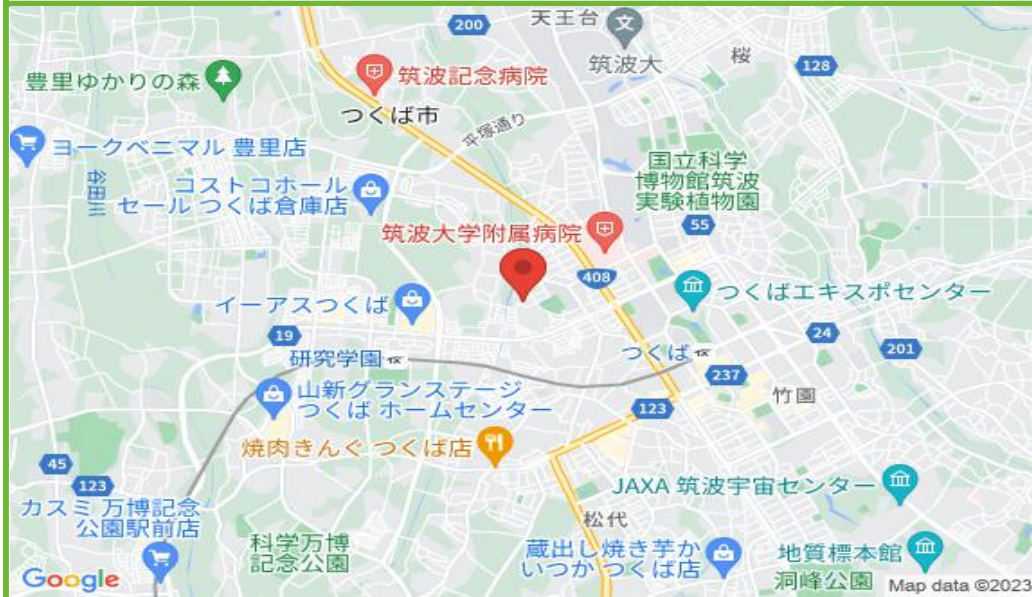 天王台
200
筑波大
桜
128
豊里ゆかりの森
筑波記念病院
つくば市
平塚通り
ヨークベニマル 豊里店
谷田川
国立科学
博物館筑波
実験植物園
コストコホール
セール つくば倉庫店
55
筑波大学附属病院
408
つくばエキスポセンター
イーアスつくば
19
24
201
研究学園
つくば
237
山新グランステージ
つくば ホームセンター
竹園
123
焼肉きんぐ つくば店
45
123
JAXA 筑波宇宙センター
カスミ 万博記念
公園駅前店
松代
科学万博
記念公園
蔵出し焼き芋か
いつか つくば店
地質標本館
洞峰公園
Google
Map data ©2023